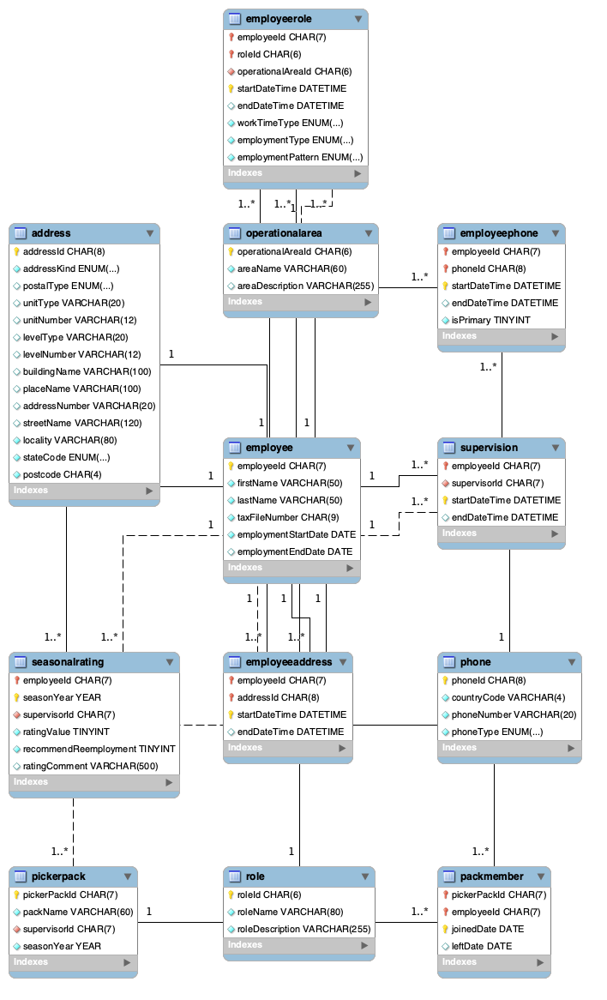 employeerole
employeeId CHAR(7)
roleId CHAR(6)
operationalAreaId CHAR(6)
startDateTime DATETIME
endDateTime DATETIME
workTimeType ENUM(...)
employmentType ENUM(...)
employmentPattern ENUM(...)
Indexes
1..*
1..*
1
1..*
address
addressId CHAR(8)
addressKind ENUM(...)
postalType ENUM(...)
unitType VARCHAR(20)
unitNumber VARCHAR(12)
levelType VARCHAR(20)
levelNumber VARCHAR(12)
buildingName VARCHAR(100)
placeName VARCHAR(100)
addressNumber VARCHAR(20)
streetName VARCHAR(120)
locality VARCHAR(80)
stateCode ENUM(...)
postcode CHAR(4)
Indexes
operationalarea
operationalAreaId CHAR(6)
areaName VARCHAR(60)
areaDescription VARCHAR(255)
Indexes
1..*
employeephone
employeeId CHAR(7)
phoneId CHAR(8)
startDateTime DATETIME
endDateTime DATETIME
isPrimary TINYINT
Indexes
1
1..*
1
1
employee
employeeId CHAR(7)
firstName VARCHAR(50)
lastName VARCHAR(50)
taxFileNumber CHAR(9)
employmentStartDate DATE
employmentEndDate DATE
Indexes
1
1
1
1..*
1
1..*
supervision
employeeId CHAR(7)
supervisorId CHAR(7)
startDateTime DATETIME
endDateTime DATETIME
Indexes
1
1
1
1..*
1..*
1..*
1..*
1
seasonalrating
employeeId CHAR(7)
seasonYear YEAR
supervisorId CHAR(7)
ratingValue TINYINT
recommendReemployment TINYINT
ratingComment VARCHAR(500)
Indexes
employeeaddress
employeeId CHAR(7)
addressId CHAR(8)
startDateTime DATETIME
endDateTime DATETIME
Indexes
phone
phoneId CHAR(8)
countryCode VARCHAR(4)
phoneNumber VARCHAR(20)
phoneType ENUM(...)
Indexes
1..*
1
1..*
pickerpack
pickerPackId CHAR(7)
packName VARCHAR(60)
supervisorId CHAR(7)
seasonYear YEAR
Indexes
1
role
roleId CHAR(6)
roleName VARCHAR(80)
roleDescription VARCHAR(255)
Indexes
1..*
packmember
pickerPackId CHAR(7)
employeeId CHAR(7)
joinedDate DATE
leftDate DATE
Indexes